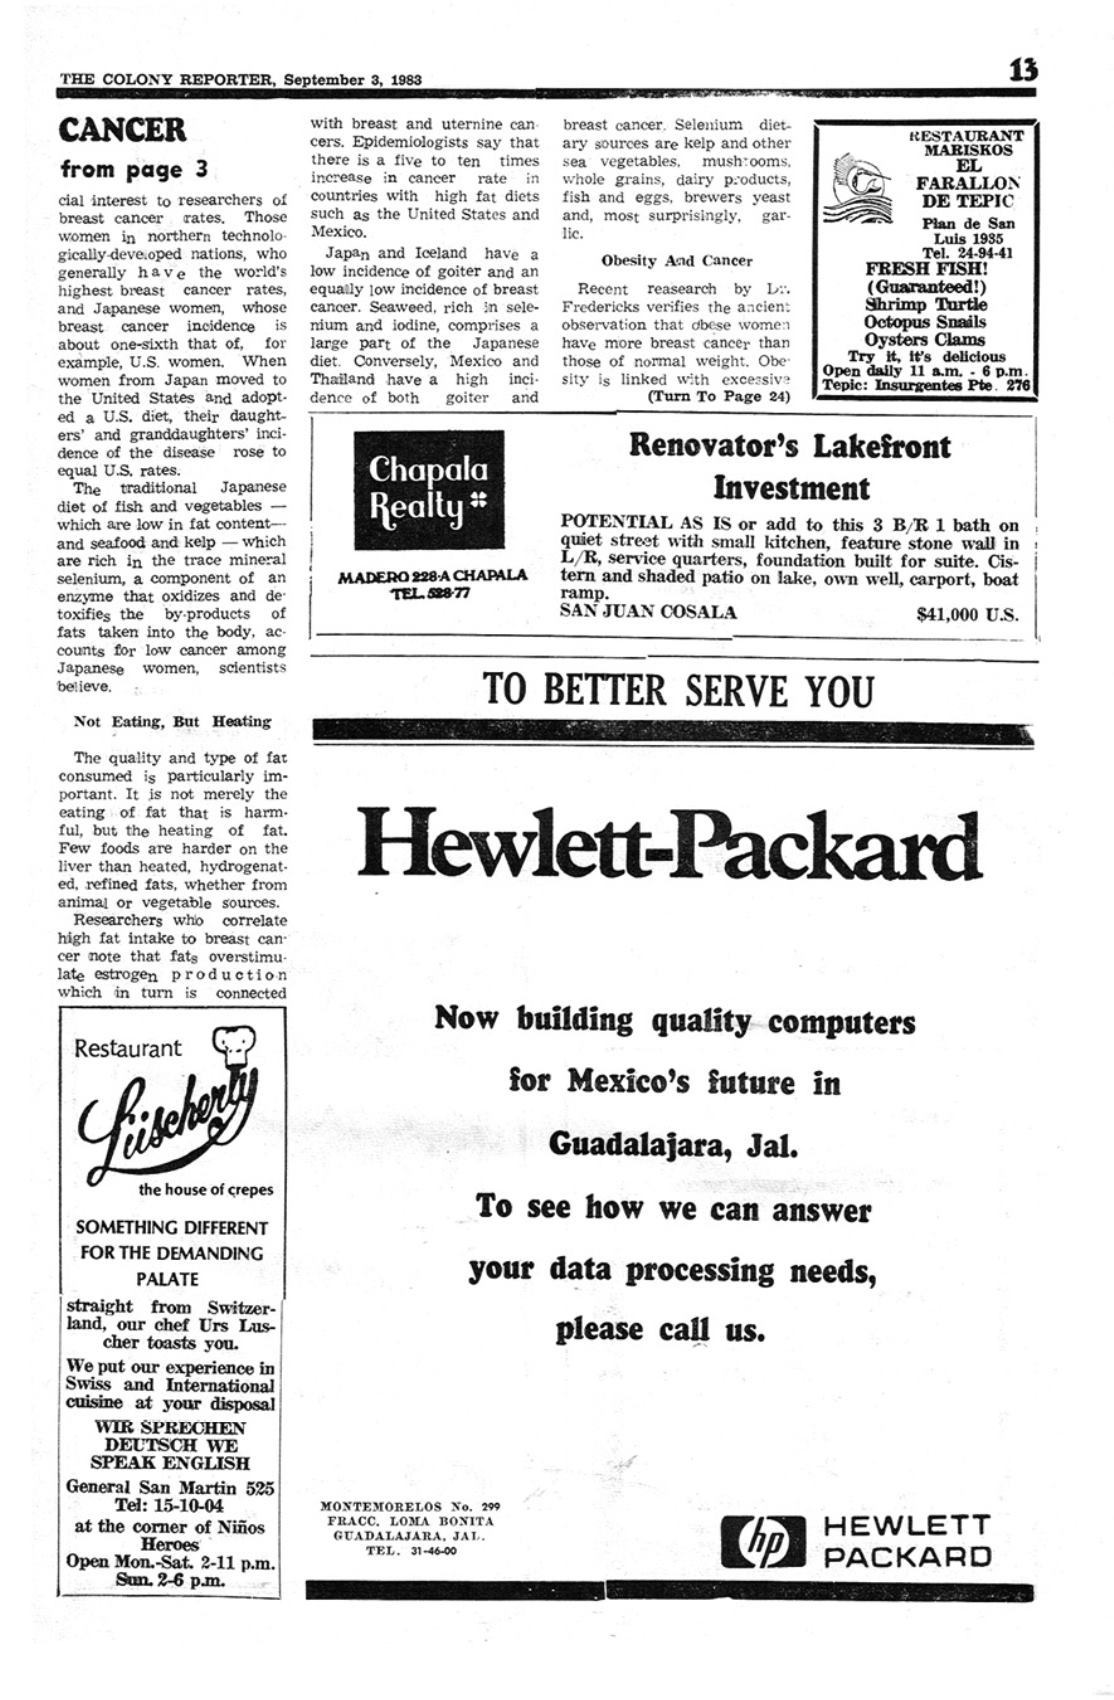 THE COLONY REPORTER, September 3, 1983
13
CANCER
from page 3
cial interest to researchers of
breast cancer rates. Those
women in northern technolo-
gically-developed nations, who
generally have the world's
highest breast cancer rates,
and Japanese women, whose
breast cancer incidence is
about one-sixth that of, for
example, U.S. women. When
women from Japan moved to
the United States and adopt-
ed a U.S. diet, their daught-
ers' and granddaughters' inci-
dence of the disease rose to
equal U.S. rates.
The traditional Japanese
diet of fish and vegetables —
which are low in fat content—
and seafood and kelp — which
are rich in the trace mineral
selenium, a component of an
enzyme that oxidizes and de-
toxifies the by-products of
fats taken into the body, ac-
counts for low cancer among
Japanese women, scientists
believe.
Not Eating, But Heating
The quality and type of fat
consumed is particularly im-
portant. It is not merely the
eating of fat that is harm-
ful, but the heating of fat.
Few foods are harder on the
liver than heated, hydrogenat-
ed, refined fats, whether from
animal or vegetable sources.
Researchers who correlate
high fat intake to breast can-
cer note that fats overstimu-
late estrogen production
which in turn is connected
with breast and uternine can-
cers. Epidemiologists say that
there is a five to ten times
increase in cancer rate in
countries with high fat diets
such as the United States and
Mexico.
Japan and Iceland have a
low incidence of goiter and an
equally low incidence of breast
cancer. Seaweed, rich in sele-
nium and iodine, comprises a
large part of the Japanese
diet. Conversely, Mexico and
Thailand have a high inci-
dence of both goiter and
breast cancer. Selenium diet-
ary sources are kelp and other
sea vegetables, mushrooms,
whole grains, dairy products,
fish and eggs, brewers yeast
and, most surprisingly, gar-
lic.
Obesity And Cancer
Recent reasearch by Dr.
Fredericks verifies the ancient
observation that obese women
have more breast cancer than
those of normal weight. Obe-
sity is linked with excessive
(Turn To Page 24)
RESTAURANT
MARISKOS
EL
FARALLON
DE TEPIC
Plan de San
Luis 1935
Tel. 24-94-41
FRESH FISH!
(Guaranteed!)
Shrimp Turtle
Octopus Snails
Oysters Clams
Try it, it's delicious
Open daily 11 a.m. - 6 p.m.
Tepic: Insurgentes Pte. 276
Chapala
Realty
MADERO 228-A CHAPALA
TEL. 528-77
Renovator's Lakefront
Investment
POTENTIAL AS IS or add to this 3 B/R 1 bath on
quiet street with small kitchen, feature stone wall in
L/R, service quarters, foundation built for suite. Cis-
tern and shaded patio on lake, own well, carport, boat
ramp.
SAN JUAN COSALA $41,000 U.S.
TO BETTER SERVE YOU
Hewlett-Packard
Now building quality computers
for Mexico's future in
Guadalajara, Jal.
To see how we can answer
your data processing needs,
please call us.
MONTEMORELOS No. 299
FRACC. LOMA BONITA
GUADALAJARA, JAL.
TEL. 31-46-00
hp HEWLETT
PACKARD
Restaurant
Lüscherly
the house of crepes
SOMETHING DIFFERENT
FOR THE DEMANDING
PALATE
straight from Switzer-
land, our chef Urs Lus-
cher toasts you.
We put our experience in
Swiss and International
cuisine at your disposal
WIR SPRECHEN
DEUTSCH WE
SPEAK ENGLISH
General San Martin 525
Tel: 15-10-04
at the corner of Niños
Heroes
Open Mon.-Sat. 2-11 p.m.
Sun. 2-6 p.m.